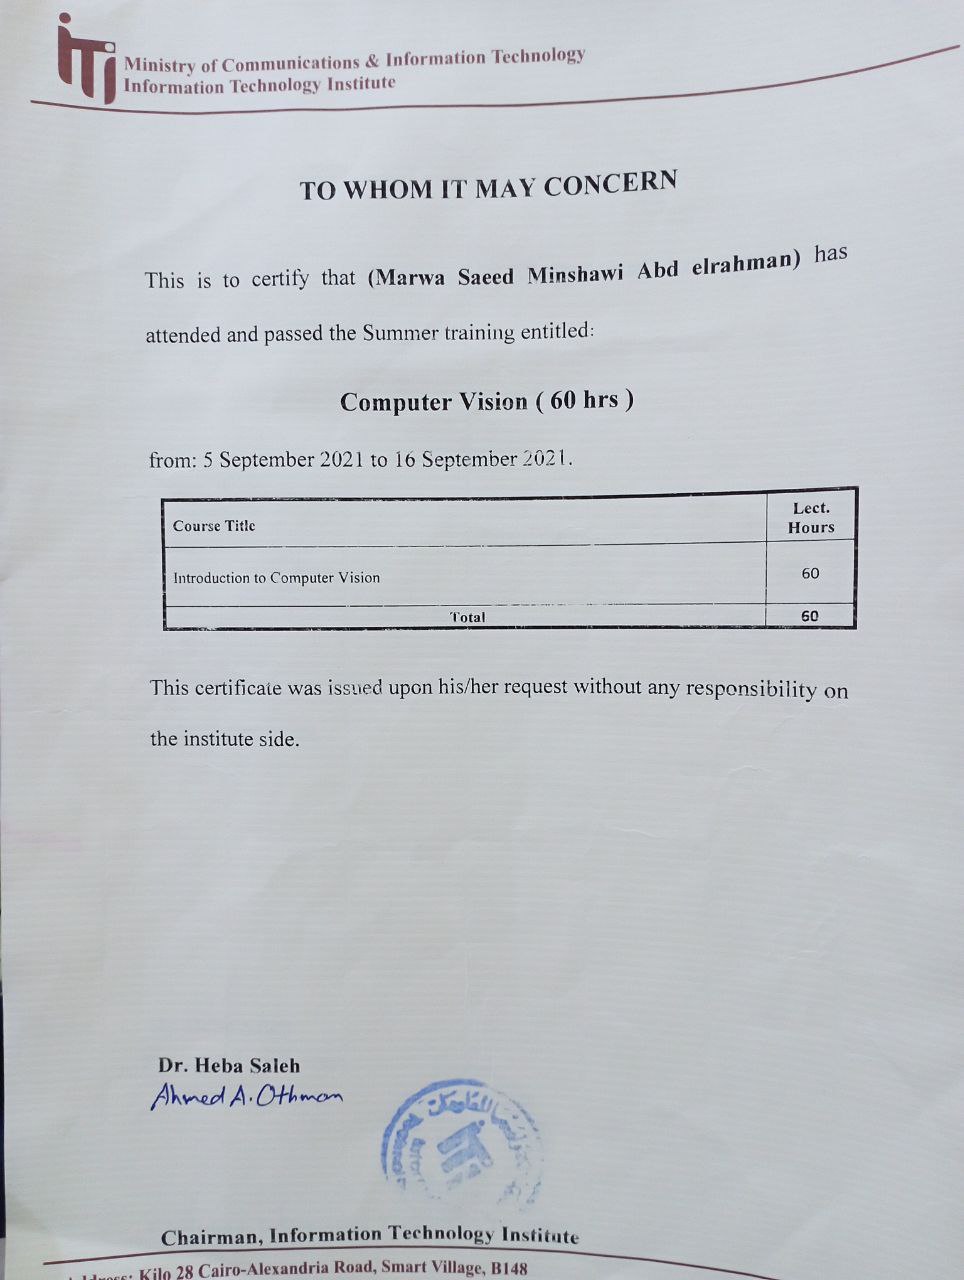 iTi
Ministry of Communications & Information Technology
Information Technology Institute
TO WHOM IT MAY CONCERN
This is to certify that (Marwa Saeed Minshawi Abd elrahman) has
attended and passed the Summer training entitled:
Computer Vision ( 60 hrs )
from: 5 September 2021 to 16 September 2021.
Course Title Lect. Hours
Introduction to Computer Vision 60
Total 60
This certificate was issued upon his/her request without any responsibility on
the institute side.
Dr. Heba Saleh
Ahmed A. Othman
Chairman, Information Technology Institute
Address: Kilo 28 Cairo-Alexandria Road, Smart Village, B148